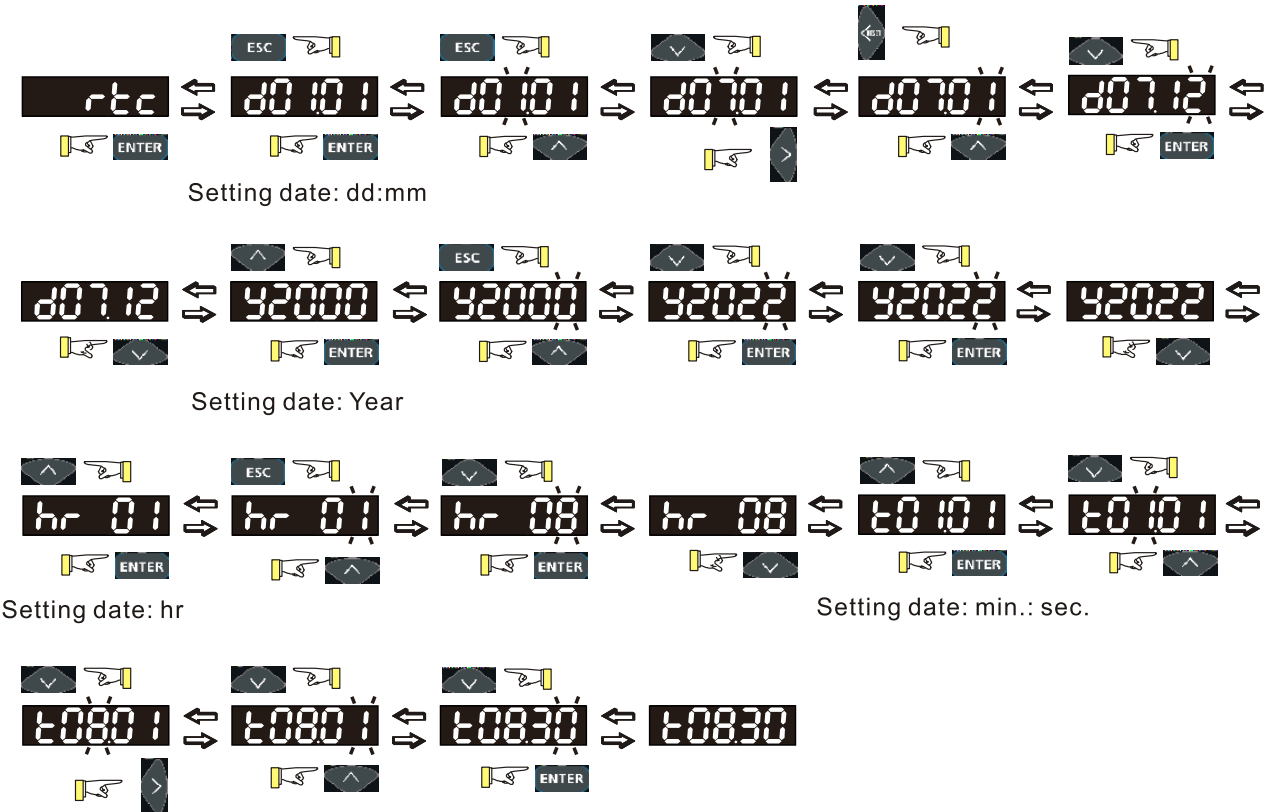 ESC ESC RESET
rtc d01.01 d01.01 d07.01 d07.01 d07.12
ENTER ENTER ENTER
Setting date: dd:mm
ESC
d07.12 y2000 y2000 y2022 y2022 y2022
ENTER ENTER ENTER
Setting date: Year
ESC
hr 01 hr 01 hr 08 hr 08 t01.01 t01.01
ENTER ENTER ENTER
Setting date: hr Setting date: min.: sec.
t08.01 t08.01 t08.30 t08.30
ENTER